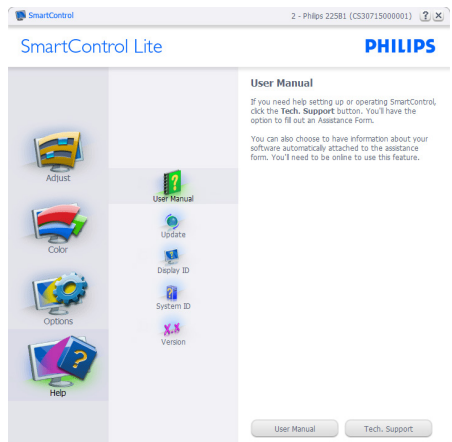 SmartControl
2 - Philips 225B1 (CS30715000001)
SmartControl Lite
PHILIPS
Adjust
Color
Options
Help
User Manual
Update
Display ID
System ID
X.X
Version
User Manual
If you need help setting up or operating SmartControl,
click the Tech. Support button. You'll have the
option to fill out an Assistance Form.
You can also choose to have information about your
software automatically attached to the assistance
form. You'll need to be online to use this feature.
User Manual
Tech. Support